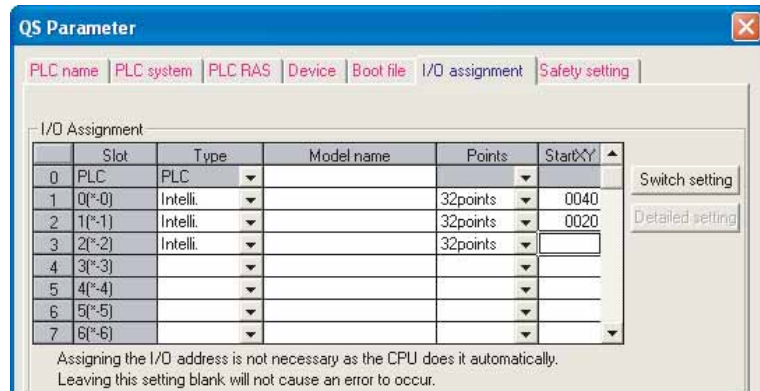 QS Parameter
PLC name PLC system PLC RAS Device Boot file I/O assignment Safety setting
I/O Assignment
Slot Type Model name Points StartXY
0 PLC PLC
1 0(*-0) Intelli. 32points 0040
2 1(*-1) Intelli. 32points 0020
3 2(*-2) Intelli. 32points
4 3(*-3)
5 4(*-4)
6 5(*-5)
7 6(*-6)
Switch setting
Detailed setting
Assigning the I/O address is not necessary as the CPU does it automatically.
Leaving this setting blank will not cause an error to occur.